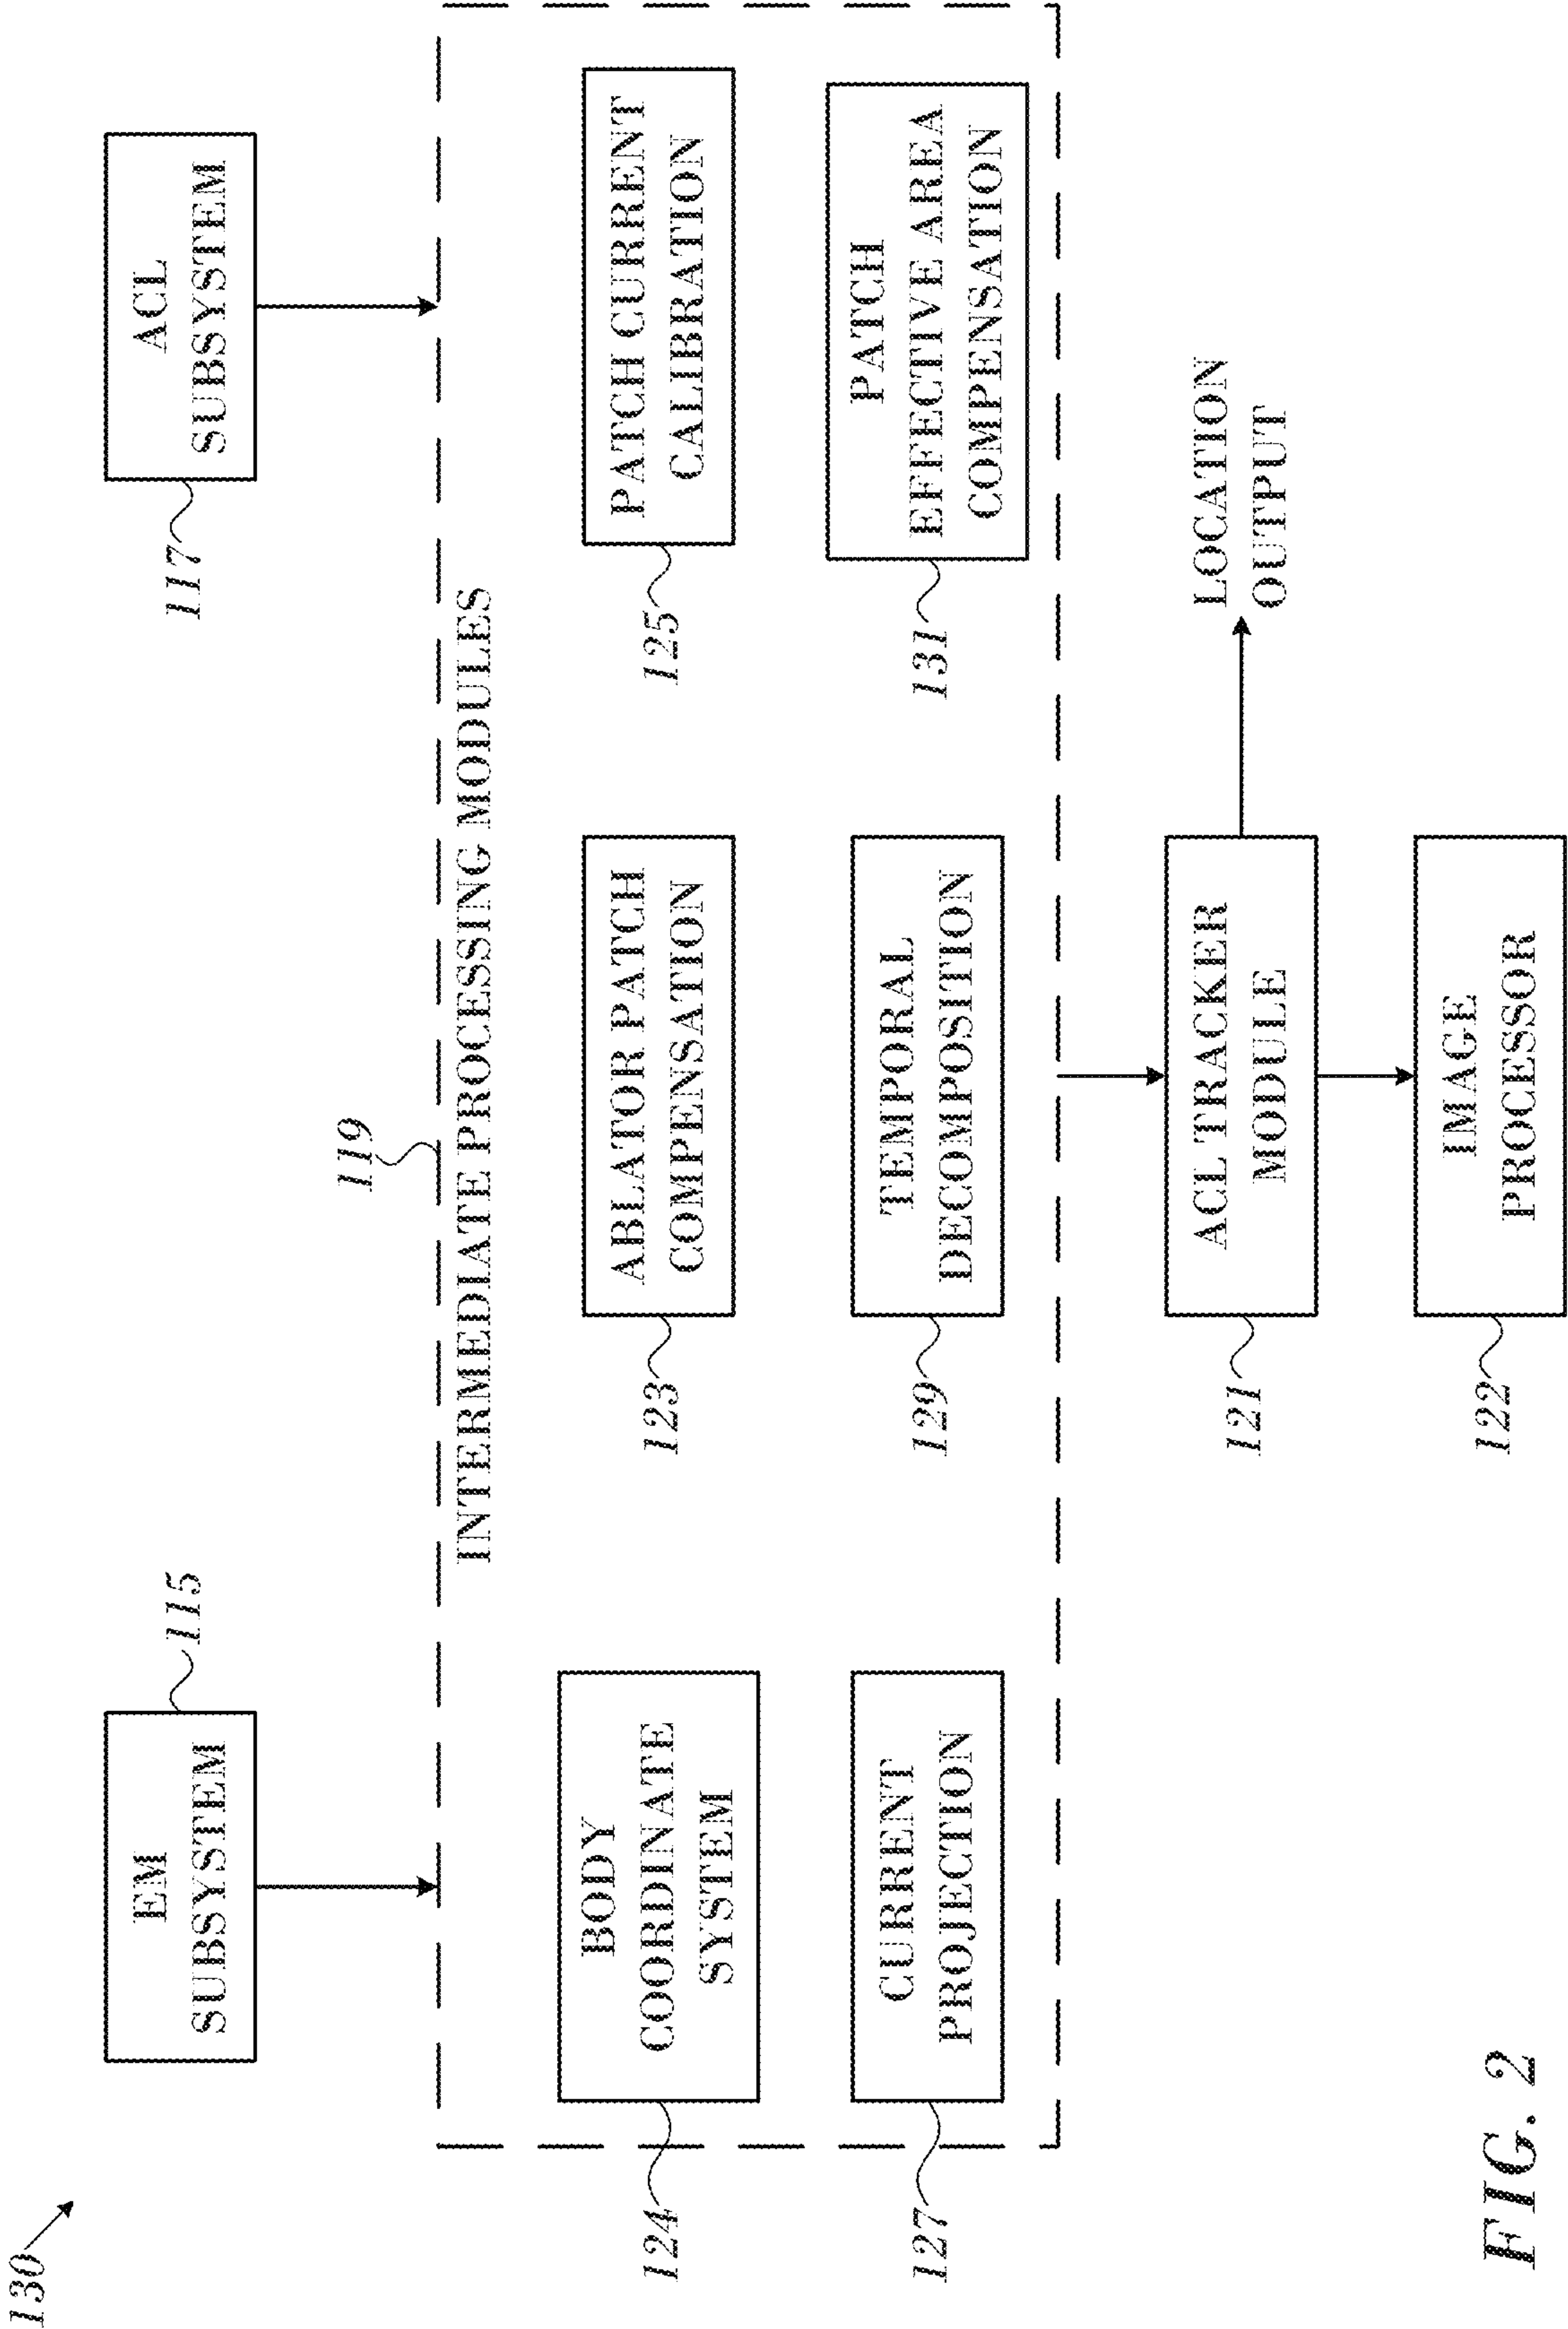 130
EM
SUBSYSTEM
115
ACL
SUBSYSTEM
117
119
INTERMEDIATE PROCESSING MODULES
BODY
COORDINATE
SYSTEM
124
ABLATOR PATCH
COMPENSATION
123
PATCH CURRENT
CALIBRATION
125
CURRENT
PROJECTION
127
TEMPORAL
DECOMPOSITION
129
PATCH
EFFECTIVE AREA
COMPENSATION
131
ACL TRACKER
MODULE
121
LOCATION
OUTPUT
IMAGE
PROCESSOR
122
FIG. 2